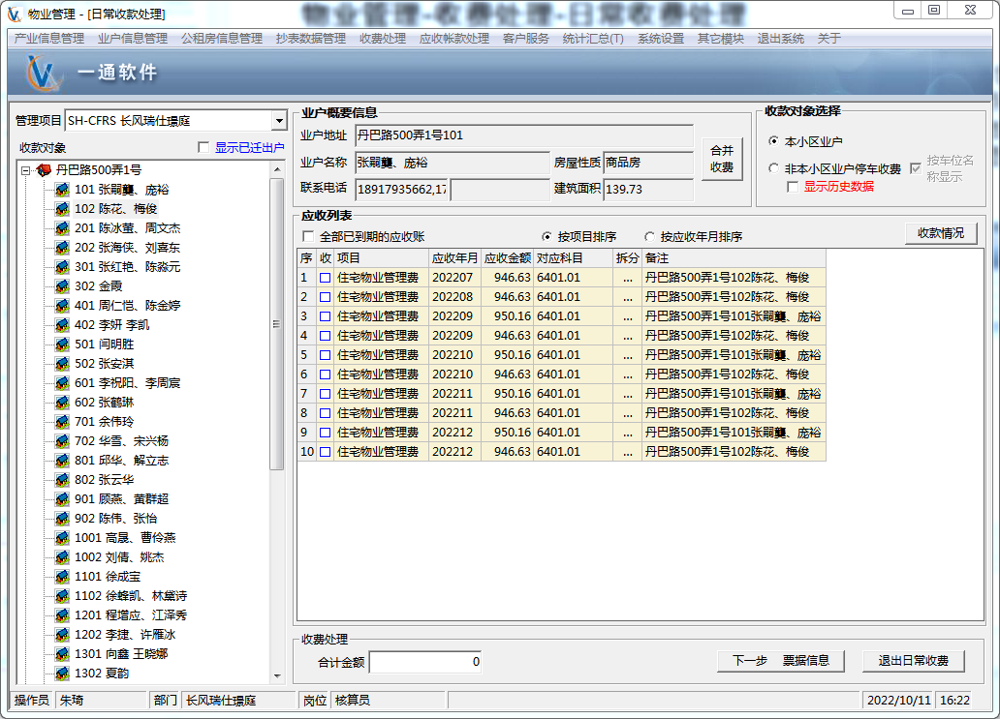 物业管理 - [日常收款处理]
物业管理-收费处理-日常收费处理
产业信息管理 业户信息管理 公租房信息管理 抄表数据管理 收费处理 应收帐款处理 客户服务 统计汇总(T) 系统设置 其它模块 退出系统 关于
一通软件
管理项目 SH-CFRS 长风瑞仕璟庭
收款对象 显示已迁出户
丹巴路500弄1号
101 张嗣龑、庞裕
102 陈花、梅俊
201 陈冰萤、周文杰
202 张海侠、刘喜东
301 张红艳、陈淼元
302 金霞
401 周仁恺、陈金婷
402 李妍 李凯
501 闫明胜
502 张安淇
601 李祝阳、李周宸
602 张鹤琳
701 余伟玲
702 华雪、宋兴杨
801 邱华、解立志
802 张云华
901 顾燕、黄群超
902 陈伟、张怡
1001 高晟、曹伶燕
1002 刘倩、姚杰
1101 徐成宝
1102 徐蜂凯、林黛诗
1201 程增应、江泽秀
1202 李捷、许雁冰
1301 向鑫 王晓娜
1302 夏韵
业户概要信息
业户地址 丹巴路500弄1号101
业户名称 张嗣龑、庞裕 房屋性质 商品房
联系电话 18917935662,17 建筑面积 139.73
合并
收费
收款对象选择
本小区业户
非本小区业户停车收费 按车位名
称显示
显示历史数据
应收列表
全部已到期的应收账 按项目排序 按应收年月排序 收款情况
序 收 项目 应收年月 应收金额 对应科目 拆分 备注
1 住宅物业管理费 202207 946.63 6401.01 ... 丹巴路500弄1号102陈花、梅俊
2 住宅物业管理费 202208 946.63 6401.01 ... 丹巴路500弄1号102陈花、梅俊
3 住宅物业管理费 202209 950.16 6401.01 ... 丹巴路500弄1号101张嗣龑、庞裕
4 住宅物业管理费 202209 946.63 6401.01 ... 丹巴路500弄1号102陈花、梅俊
5 住宅物业管理费 202210 950.16 6401.01 ... 丹巴路500弄1号101张嗣龑、庞裕
6 住宅物业管理费 202210 946.63 6401.01 ... 丹巴路500弄1号102陈花、梅俊
7 住宅物业管理费 202211 950.16 6401.01 ... 丹巴路500弄1号101张嗣龑、庞裕
8 住宅物业管理费 202211 946.63 6401.01 ... 丹巴路500弄1号102陈花、梅俊
9 住宅物业管理费 202212 950.16 6401.01 ... 丹巴路500弄1号101张嗣龑、庞裕
10 住宅物业管理费 202212 946.63 6401.01 ... 丹巴路500弄1号102陈花、梅俊
收费处理
合计金额 0 下一步 票据信息 退出日常收费
操作员 朱琦 部门 长风瑞仕璟庭 岗位 核算员 2022/10/11 16:22